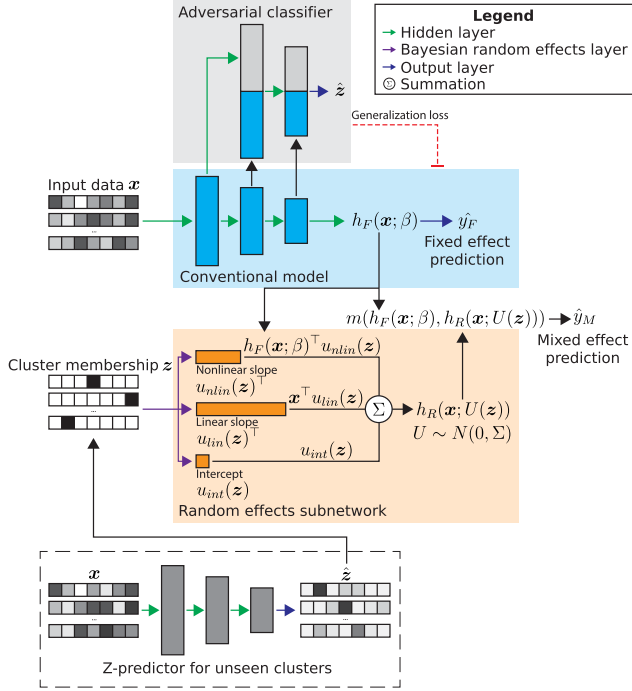 Adversarial classifier
Legend
Hidden layer
Bayesian random effects layer
Output layer
Σ Summation
ẑ
Generalization loss
Input data x
...
h_F(x; β)
ŷ_F
Fixed effect
prediction
Conventional model
m(h_F(x; β), h_R(x; U(z)))
ŷ_M
Mixed effect
prediction
Cluster membership z
...
h_F(x; β)⊤u_nlin(z)
Nonlinear slope
u_nlin(z)⊤
x⊤u_lin(z)
Linear slope
u_lin(z)⊤
Σ
h_R(x; U(z))
U ∼ N(0, Σ)
u_int(z)
Intercept
u_int(z)
Random effects subnetwork
x
ẑ
...
...
Z-predictor for unseen clusters